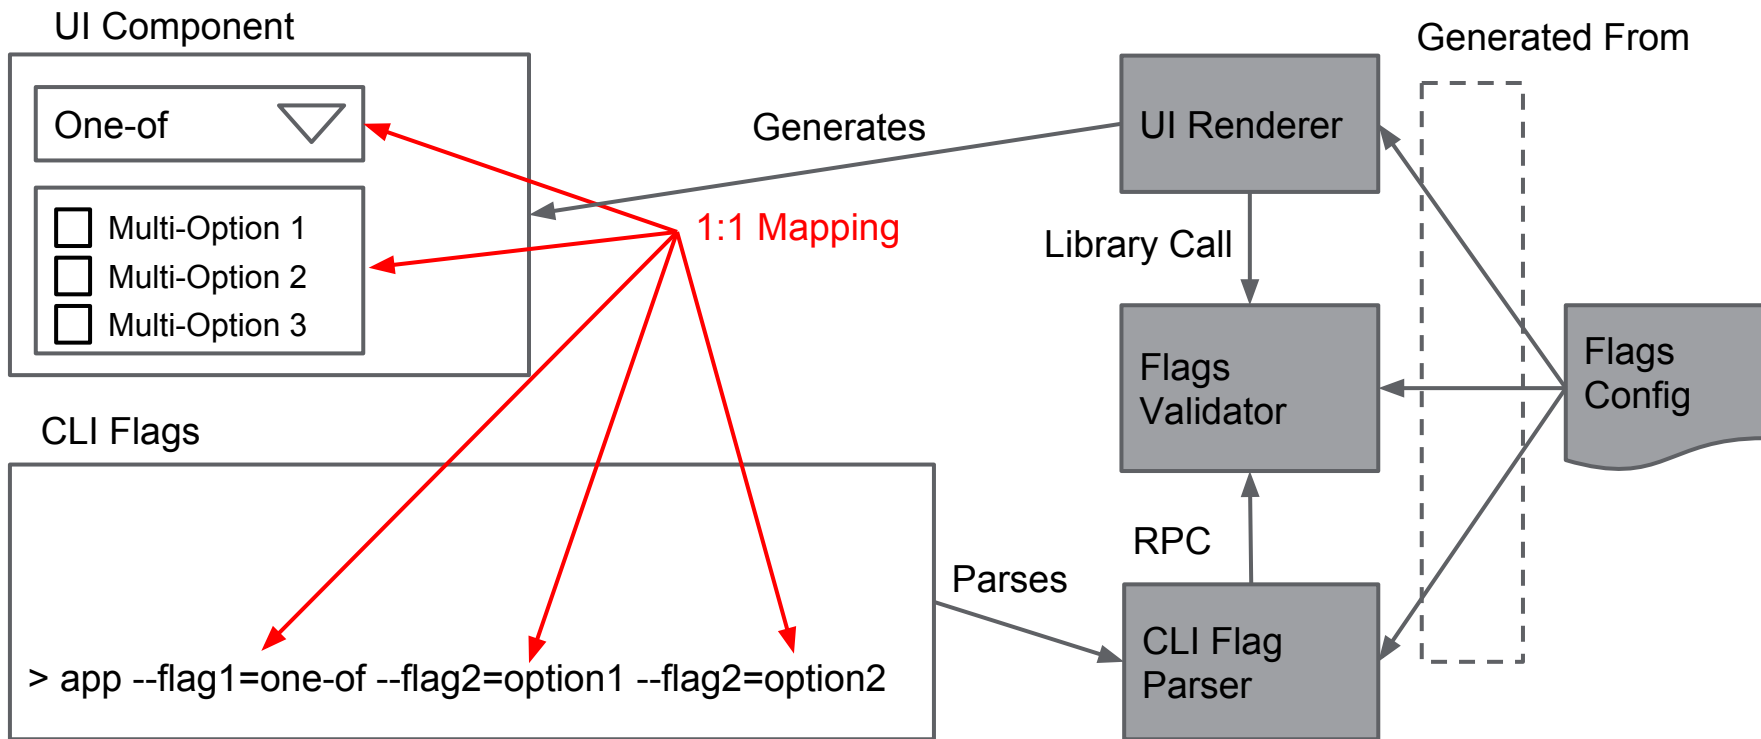 UI Component
Generated From
One-of
Generates
UI Renderer
Multi-Option 1
Multi-Option 2
Multi-Option 3
1:1 Mapping
Library Call
Flags
Validator
Flags
Config
CLI Flags
RPC
Parses
CLI Flag
Parser
> app --flag1=one-of --flag2=option1 --flag2=option2